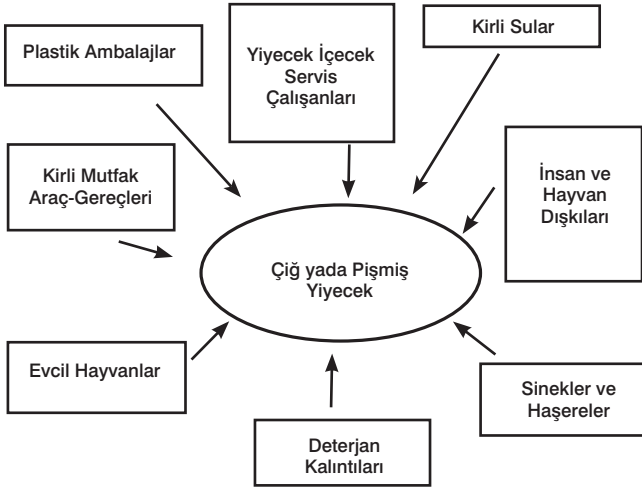 Plastik Ambalajlar
Yiyecek İçecek
Servis
Çalışanları
Kirli Sular
Kirli Mutfak
Araç-Gereçleri
İnsan ve
Hayvan
Dışkıları
Çiğ yada Pişmiş
Yiyecek
Evcil Hayvanlar
Deterjan
Kalıntıları
Sinekler ve
Haşereler